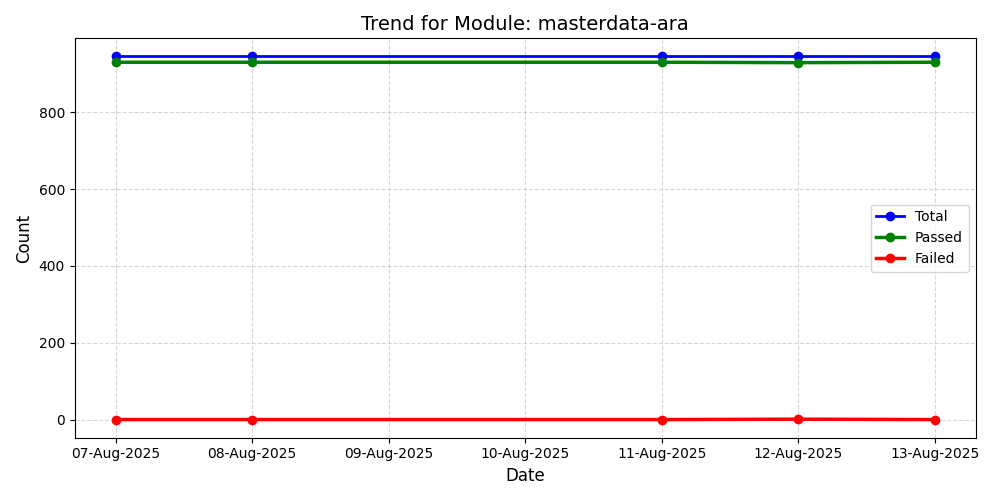 Trend for Module: masterdata-ara
Count
800
600
400
200
0
Total
Passed
Failed
07-Aug-2025 08-Aug-2025 09-Aug-2025 10-Aug-2025 11-Aug-2025 12-Aug-2025 13-Aug-2025
Date